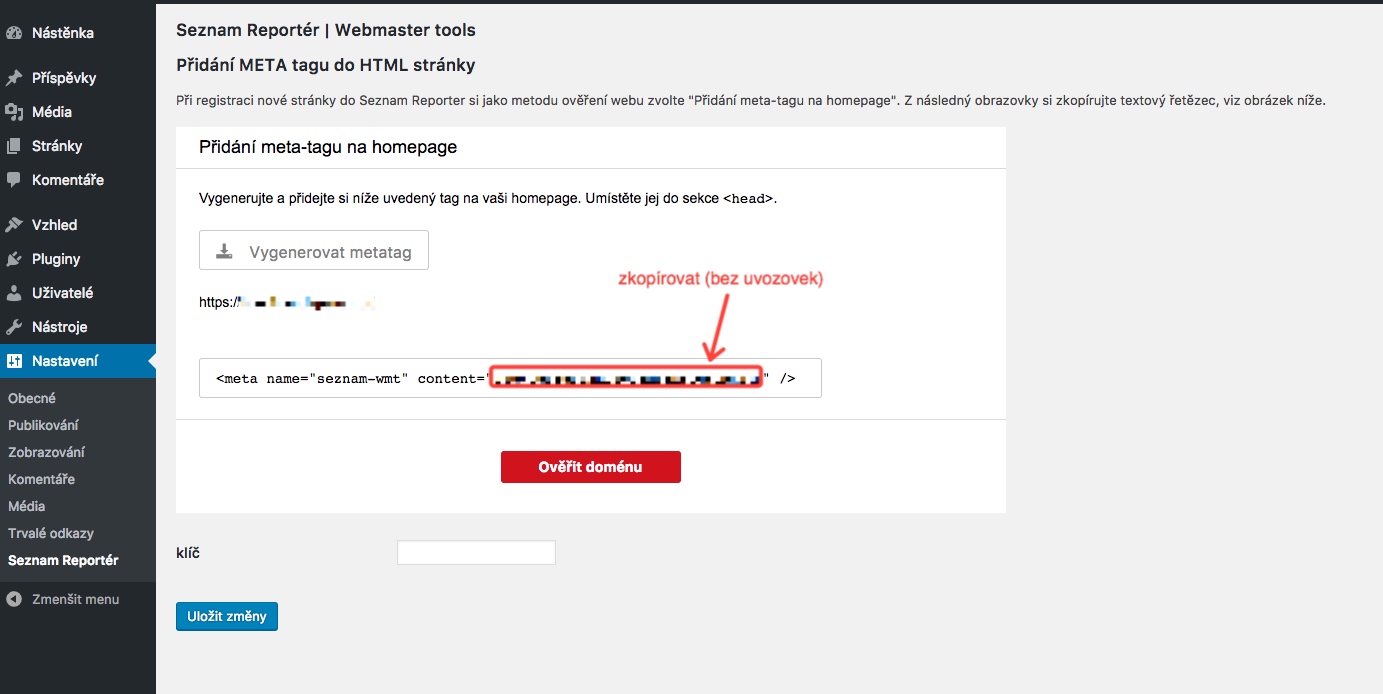 Nástěnka
Příspěvky
Média
Stránky
Komentáře
Vzhled
Pluginy
Uživatelé
Nástroje
Nastavení
Obecné
Publikování
Zobrazování
Komentáře
Média
Trvalé odkazy
Seznam Reportér
Zmenšit menu
Seznam Reportér | Webmaster tools
Přidání META tagu do HTML stránky
Při registraci nové stránky do Seznam Reporter si jako metodu ověření webu zvolte "Přidání meta-tagu na homepage". Z následný obrazovky si zkopírujte textový řetězec, viz obrázek níže.
Přidání meta-tagu na homepage
Vygenerujte a přidejte si níže uvedený tag na vaši homepage. Umístěte jej do sekce <head>.
Vygenerovat metatag
zkopírovat (bez uvozovek)
https://
<meta name="seznam-wmt" content=" " />
Ověřit doménu
klíč
Uložit změny